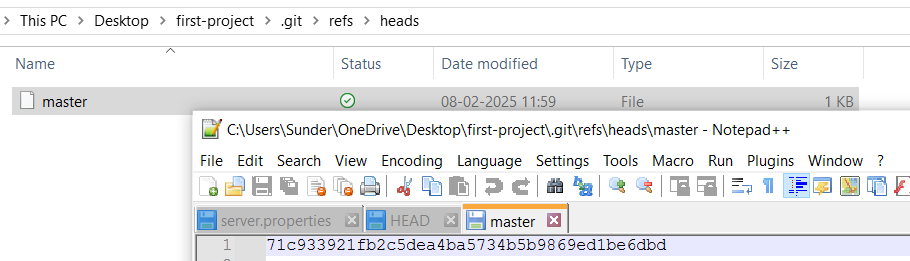 This PC > Desktop > first-project > .git > refs > heads
Name Status Date modified Type Size
master 08-02-2025 11:59 File 1 KB
C:\Users\Sunder\OneDrive\Desktop\first-project\.git\refs\heads\master - Notepad++
File Edit Search View Encoding Language Settings Tools Macro Run Plugins Window ?
server.properties HEAD master
1 71c933921fb2c5dea4ba5734b5b9869ed1be6dbd